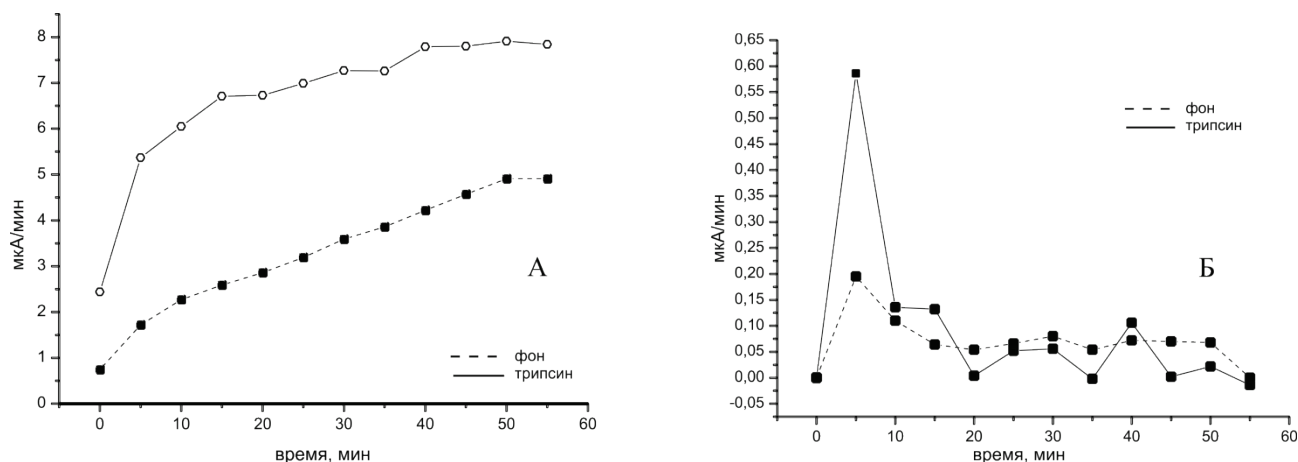 8
7
6
5
4
3
2
1
0
мкА/мин
А
фон
трипсин
0 10 20 30 40 50 60
время, мин
0,65
0,60
0,55
0,50
0,45
0,40
0,35
0,30
0,25
0,20
0,15
0,10
0,05
0,00
-0,05
мкА/мин
фон
трипсин
Б
0 10 20 30 40 50 60
время, мин